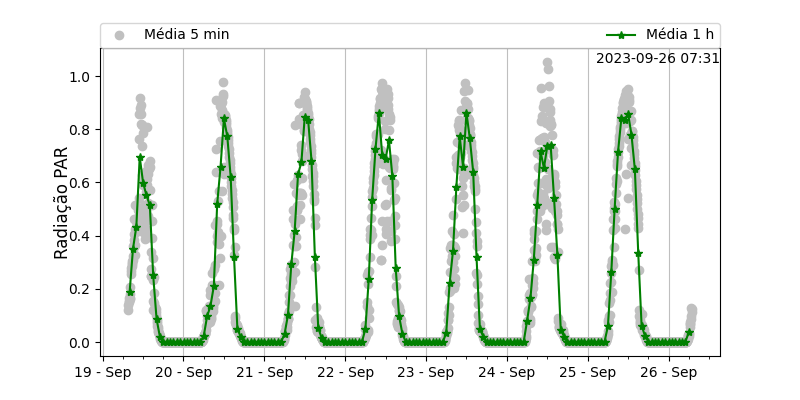 Média 5 min
Média 1 h
2023-09-26 07:31
Radiação PAR
1.0
0.8
0.6
0.4
0.2
0.0
19 - Sep
20 - Sep
21 - Sep
22 - Sep
23 - Sep
24 - Sep
25 - Sep
26 - Sep